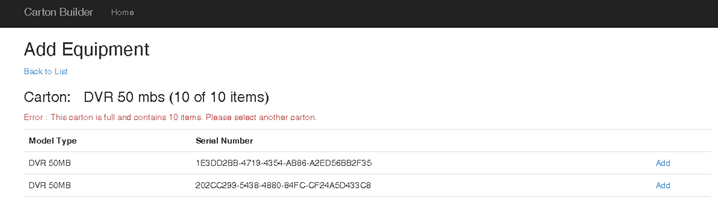 Carton Builder Home
Add Equipment
Back to List
Carton: DVR 50 mbs (10 of 10 items)
Error : This carton is full and contains 10 items. Please select another carton.
Model Type Serial Number
DVR 50MB 1E3DD2BB-4719-4354-AB86-A2ED56BB2F35 Add
DVR 50MB 202CC299-5438-4880-84FC-CF24A5D433C8 Add